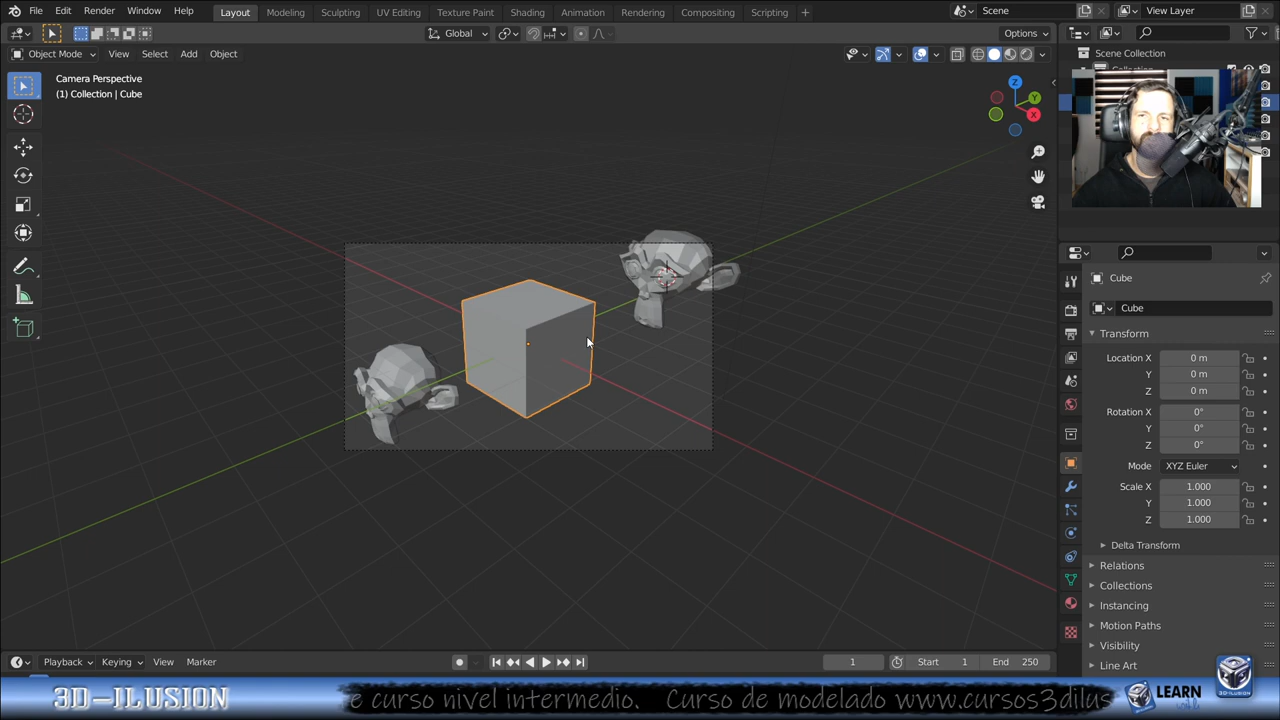 File Edit Render Window Help Layout Modeling Sculpting UV Editing Texture Paint Shading Animation Rendering Compositing Scripting + Scene View Layer
Global Options
Object Mode View Select Add Object
Scene Collection
Camera Perspective
(1) Collection | Cube
Z
Y
X
Cube
Cube
Transform
Location X 0 m
Y 0 m
Z 0 m
Rotation X 0°
Y 0°
Z 0°
Mode XYZ Euler
Scale X 1.000
Y 1.000
Z 1.000
Delta Transform
Relations
Collections
Instancing
Motion Paths
Visibility
Line Art
Playback Keying View Marker 1 Start 1 End 250
3D-ILUSION e curso nivel intermedio. Curso de modelado www.cursos3dilus LEARN 3D-ILUSION